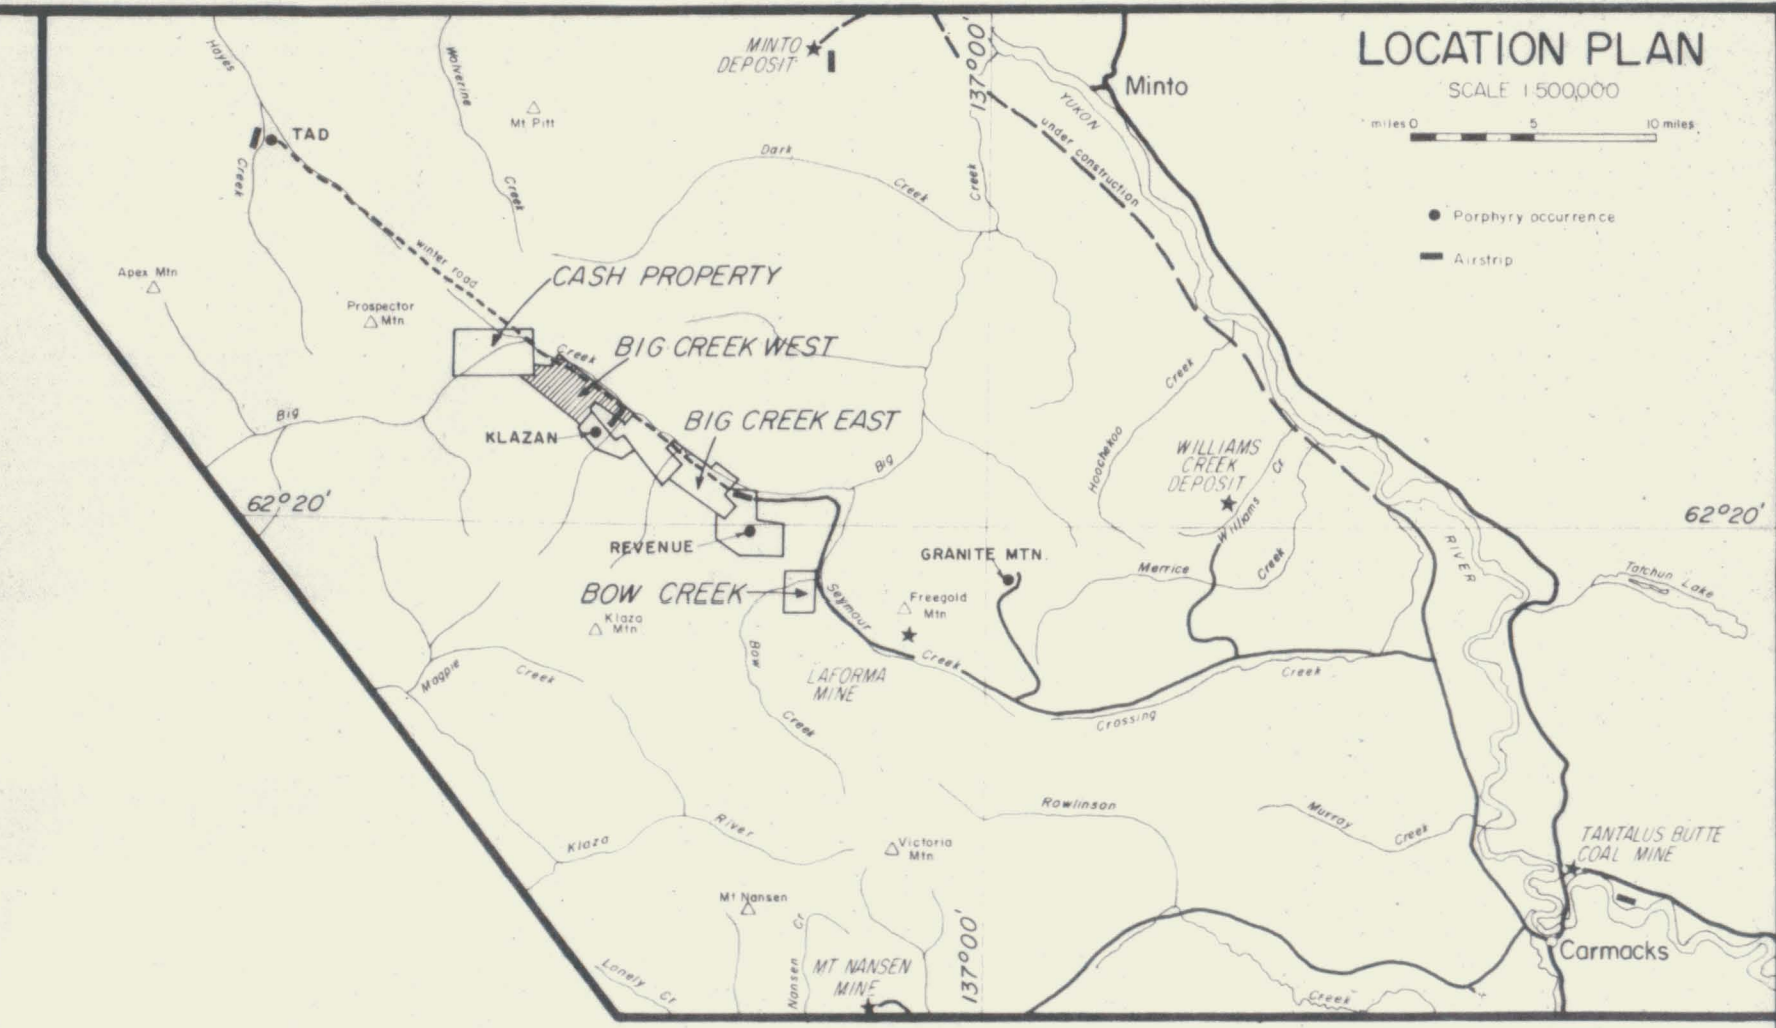 LOCATION PLAN
SCALE 1:500,000
miles 0 5 10 miles
Porphyry occurrence
Airstrip
Hayes
Creek
TAD
Wolverine
Creek
Mt Pitt
MINTO
DEPOSIT
137°00'
Creek
Minto
YUKON
under construction
Dark
Creek
Apex Mtn
Prospector
Mtn
winter road
CASH PROPERTY
Creek
BIG CREEK WEST
BIG CREEK EAST
KLAZAN
Big
Big
62°20'
62°20'
Hoochekoo
Creek
WILLIAMS
CREEK
DEPOSIT
Williams
Cr
REVENUE
GRANITE MTN.
Merrice
Creek
RIVER
Tatchun Lake
BOW CREEK
Klaza
Mtn
Seymour
Creek
Freegold
Mtn
LAFORMA
MINE
Bow
Creek
Magpie
Creek
Crossing
Creek
Klaza
River
Rowlinson
Murray
Creek
Victoria
Mtn
Mt Nansen
TANTALUS BUTTE
COAL MINE
Carmacks
Lonely Cr
Nansen
Cr
MT NANSEN
MINE
137°00'
Creek